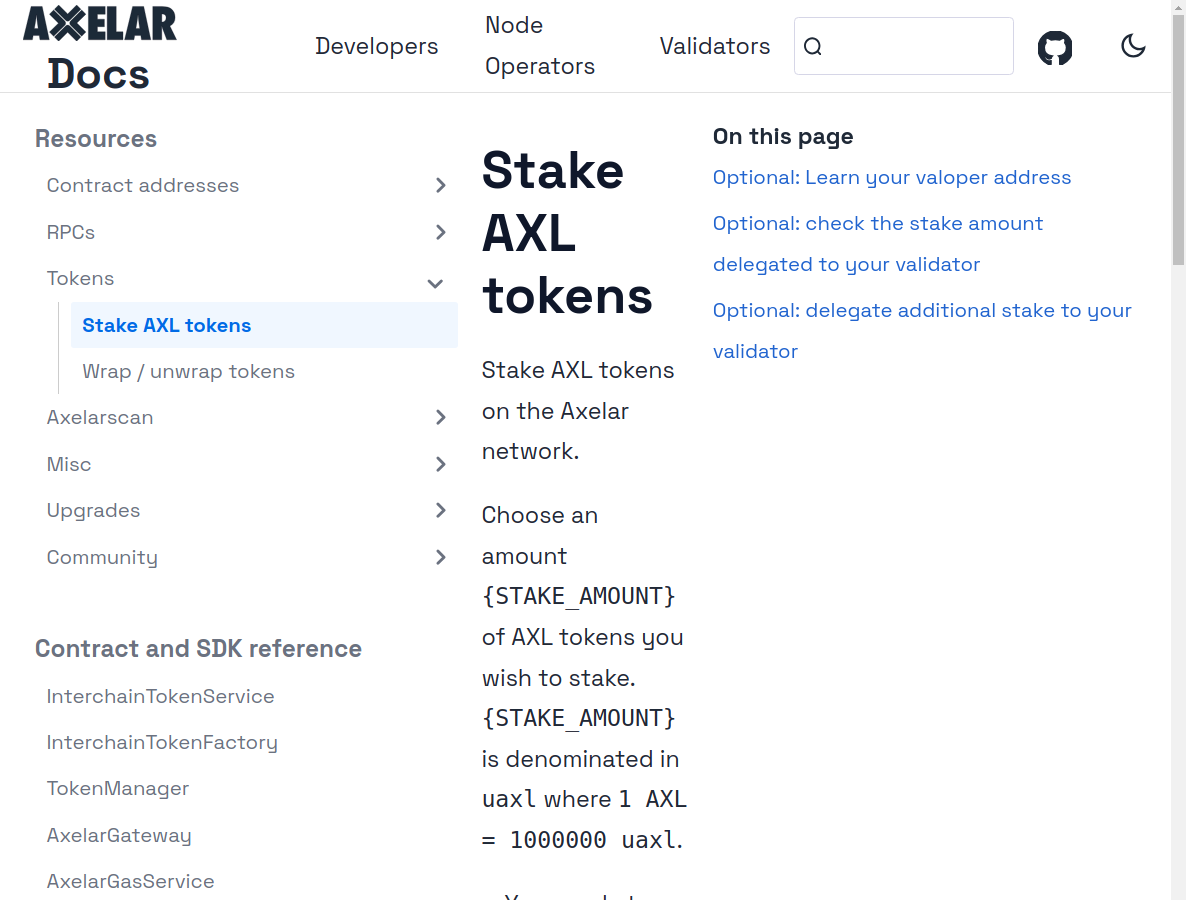 AXELAR
Docs
Developers
Node
Operators
Validators
Resources
Contract addresses
RPCs
Tokens
Stake AXL tokens
Wrap / unwrap tokens
Axelarscan
Misc
Upgrades
Community
Contract and SDK reference
InterchainTokenService
InterchainTokenFactory
TokenManager
AxelarGateway
AxelarGasService
Stake
AXL
tokens
Stake AXL tokens
on the Axelar
network.
Choose an
amount
{STAKE_AMOUNT}
of AXL tokens you
wish to stake.
{STAKE_AMOUNT}
is denominated in
uaxl where 1 AXL
= 1000000 uaxl.
On this page
Optional: Learn your valoper address
Optional: check the stake amount
delegated to your validator
Optional: delegate additional stake to your
validator